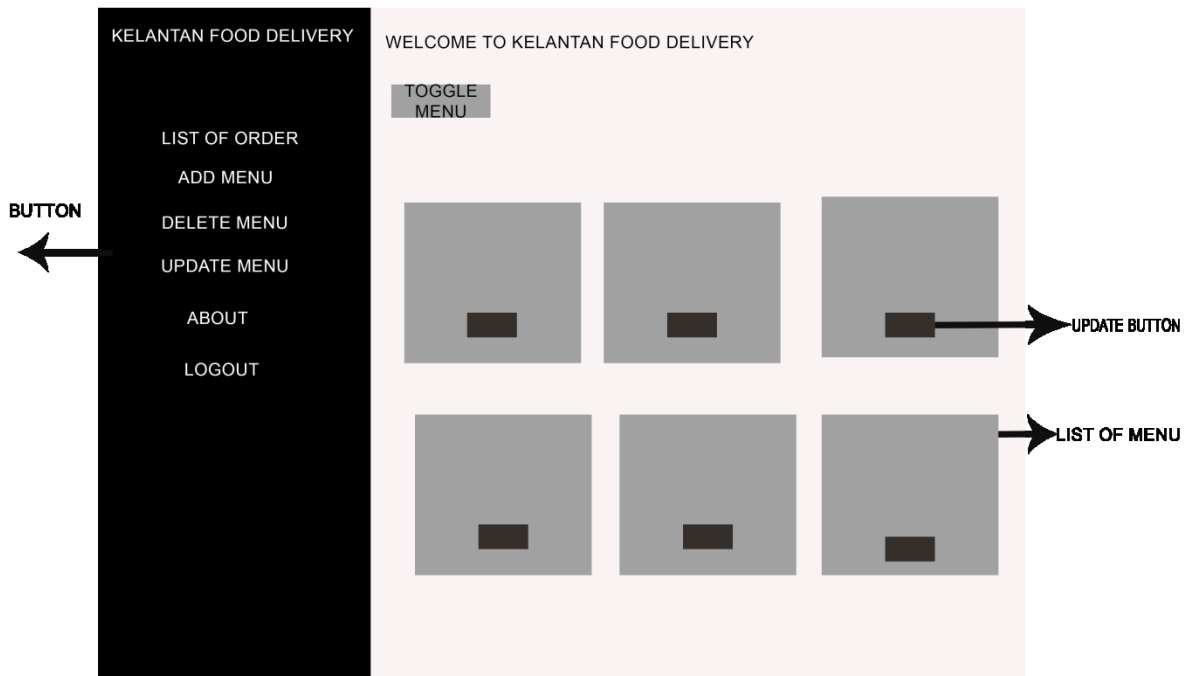 KELANTAN FOOD DELIVERY
WELCOME TO KELANTAN FOOD DELIVERY
TOGGLE
MENU
LIST OF ORDER
ADD MENU
DELETE MENU
UPDATE MENU
ABOUT
LOGOUT
BUTTON
UPDATE BUTTON
LIST OF MENU